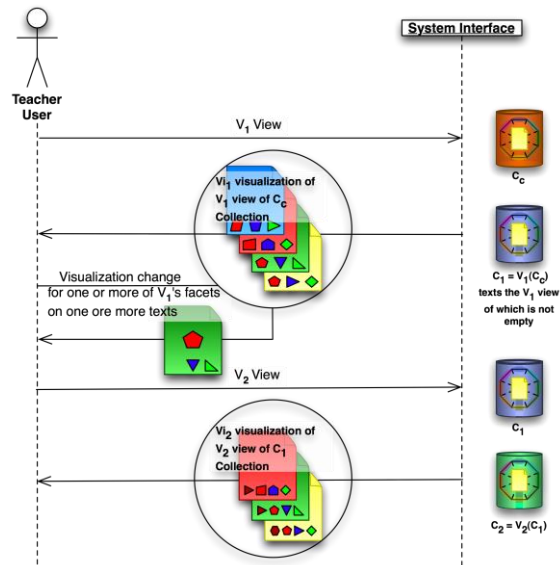 System Interface
Teacher
User
V1 View
Cc
Vi1 visualization of
V1 view of Cc
Collection
C1 = V1(Cc)
texts the V1 view
of which is not
empty
Visualization change
for one or more of V1's facets
on one ore more texts
V2 View
C1
Vi2 visualization of
V2 view of C1
Collection
C2 = V2(C1)